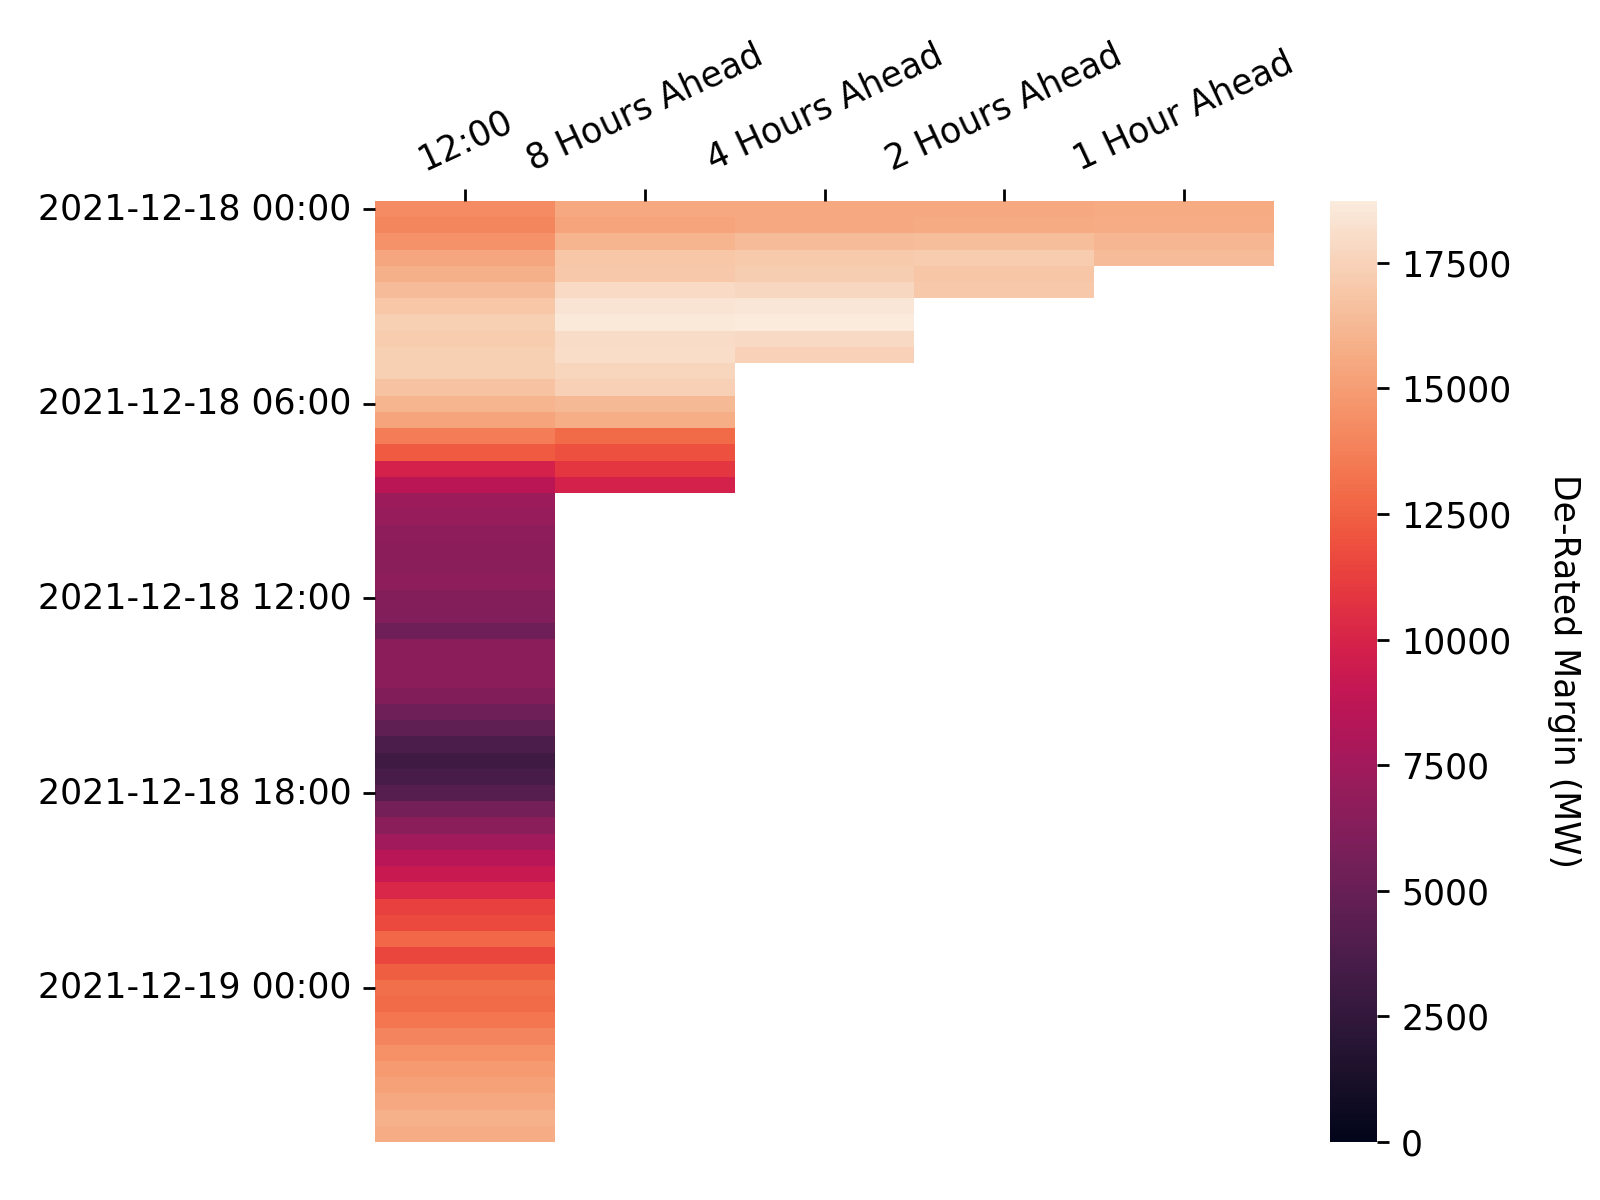 12:00
8 Hours Ahead
4 Hours Ahead
2 Hours Ahead
1 Hour Ahead
2021-12-18 00:00
2021-12-18 06:00
2021-12-18 12:00
2021-12-18 18:00
2021-12-19 00:00
17500
15000
12500
10000
7500
5000
2500
0
De-Rated Margin (MW)